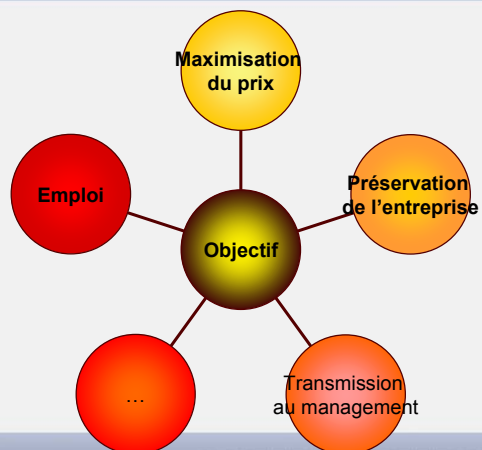 Maximisation
du prix
Emploi
Préservation
de l'entreprise
Objectif
...
Transmission
au management